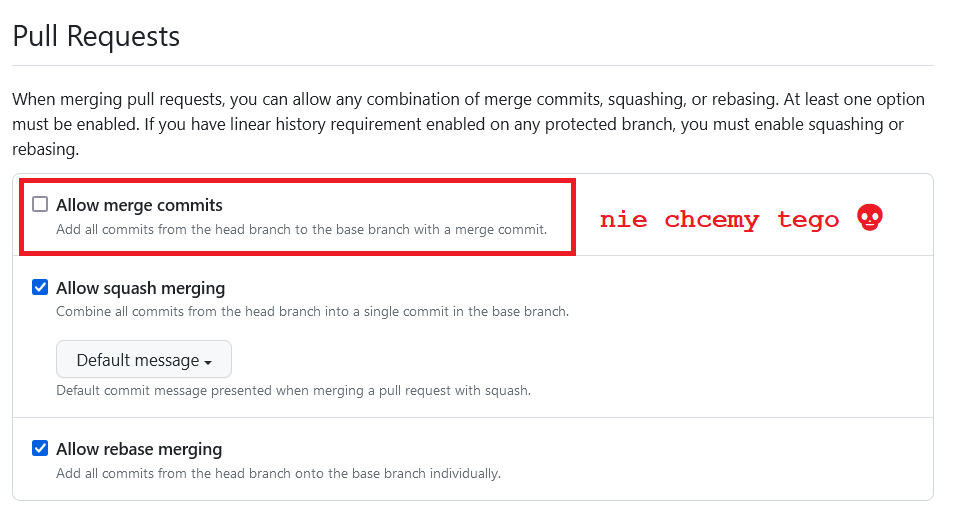 Pull Requests
When merging pull requests, you can allow any combination of merge commits, squashing, or rebasing. At least one option
must be enabled. If you have linear history requirement enabled on any protected branch, you must enable squashing or
rebasing.
Allow merge commits
Add all commits from the head branch to the base branch with a merge commit.
nie chcemy tego 💀
Allow squash merging
Combine all commits from the head branch into a single commit in the base branch.
Default message
Default commit message presented when merging a pull request with squash.
Allow rebase merging
Add all commits from the head branch onto the base branch individually.